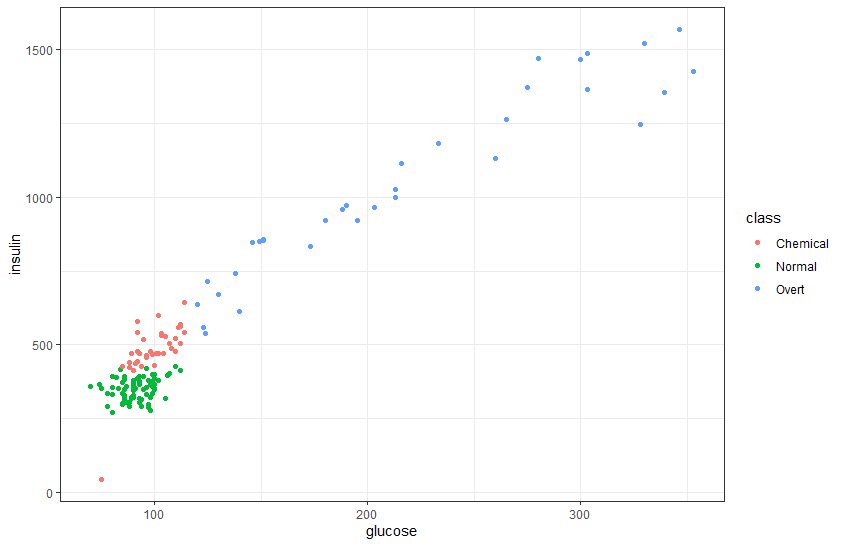 1500
1000
500
0
insulin
100
200
300
glucose
class
Chemical
Normal
Overt